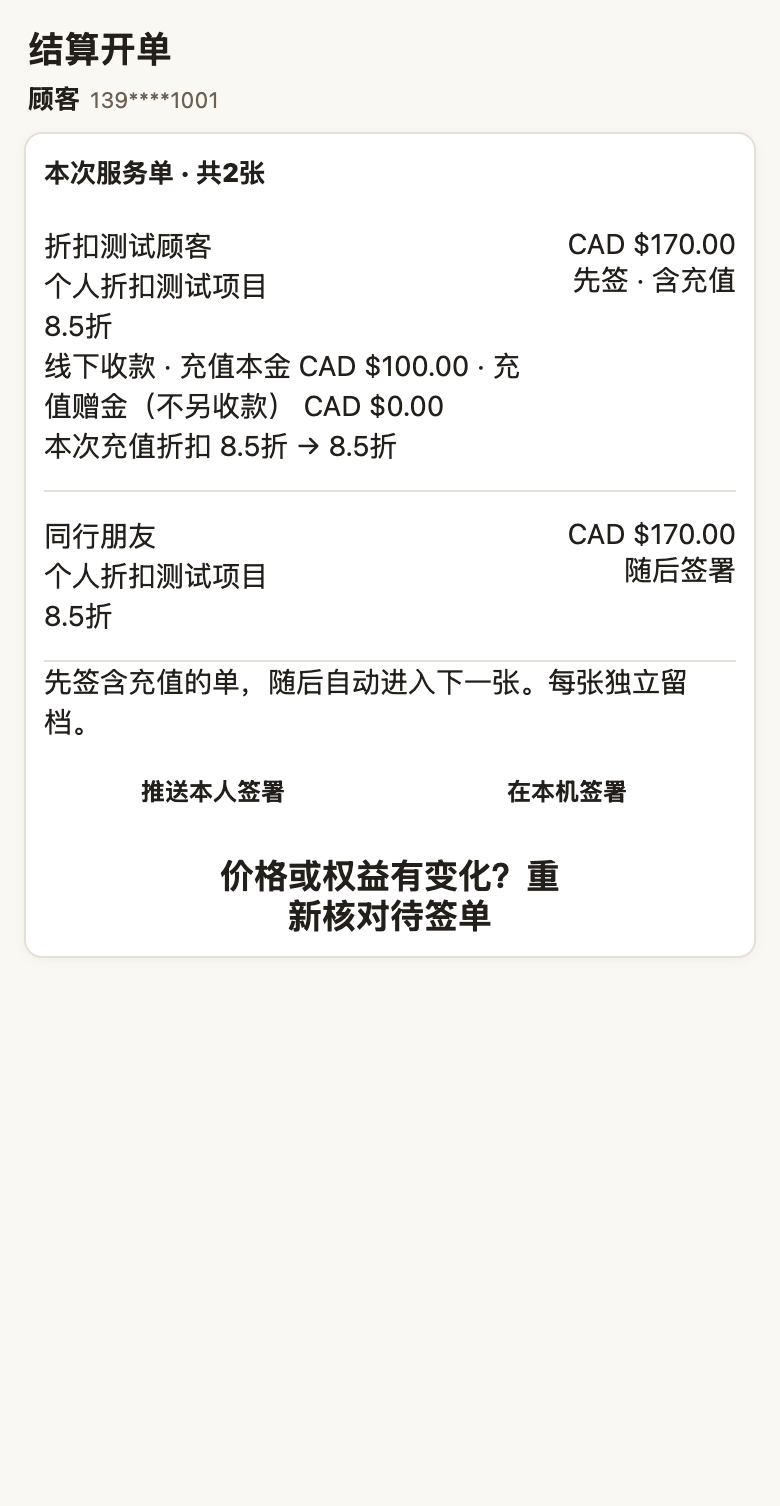 结算开单
顾客 139****1001
本次服务单 · 共2张
折扣测试顾客
CAD $170.00
个人折扣测试项目
先签 · 含充值
8.5折
线下收款 · 充值本金 CAD $100.00 · 充
值赠金（不另收款） CAD $0.00
本次充值折扣 8.5折 → 8.5折
同行朋友
CAD $170.00
个人折扣测试项目
随后签署
8.5折
先签含充值的单，随后自动进入下一张。每张独立留
档。
推送本人签署
在本机签署
价格或权益有变化？重
新核对待签单